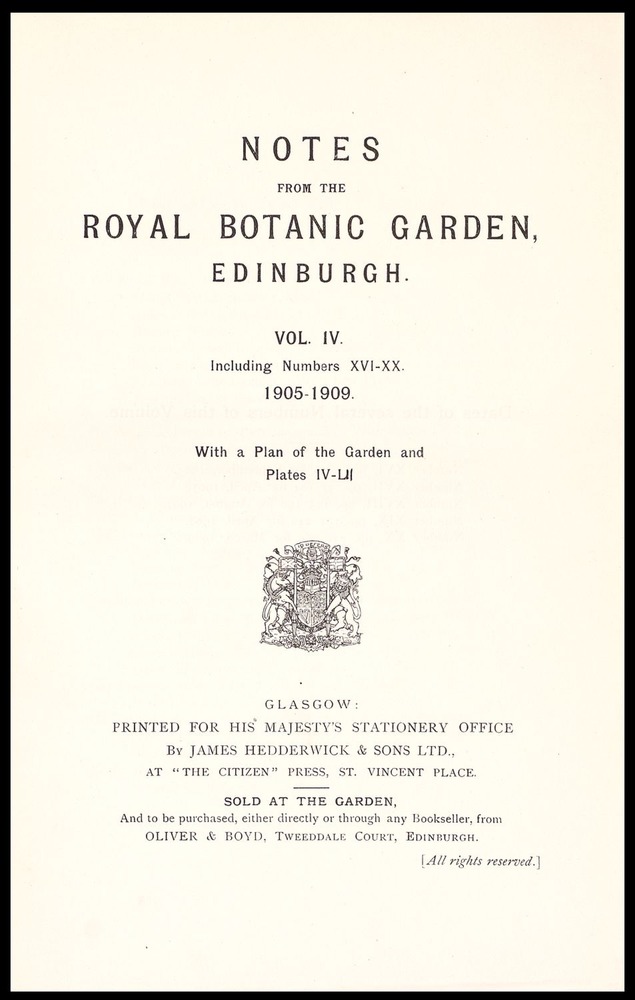 NOTES
FROM THE
ROYAL BOTANIC GARDEN,
EDINBURGH.
VOL. IV.
Including Numbers XVI-XX.
1905-1909.
With a Plan of the Garden and
Plates IV-LII
GLASGOW:
PRINTED FOR HIS MAJESTY'S STATIONERY OFFICE
BY JAMES HEDDERWICK & SONS LTD.,
AT "THE CITIZEN" PRESS, ST. VINCENT PLACE.
SOLD AT THE GARDEN,
And to be purchased, either directly or through any Bookseller, from
OLIVER & BOYD, TWEEDDALE COURT, EDINBURGH.
[All rights reserved.]